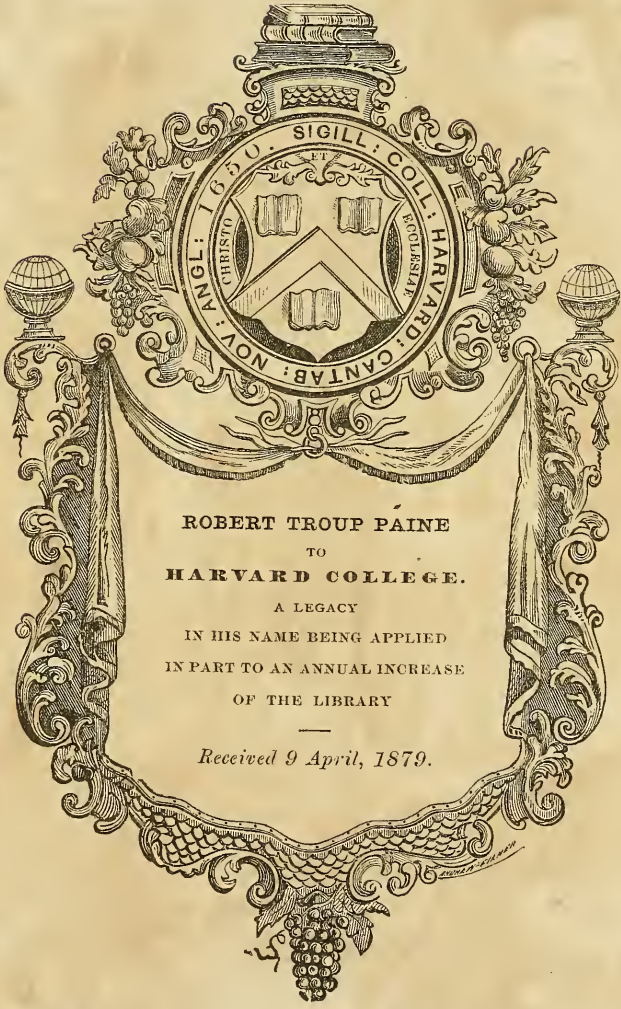 SIGILL: COLL: HARVARD: CANTAB: NOV: ANGL: 1650.
ET
CHRISTO
ECCLESIAE
ROBERT TROUP PAINE
TO
HARVARD COLLEGE.
A LEGACY
IN HIS NAME BEING APPLIED
IN PART TO AN ANNUAL INCREASE
OF THE LIBRARY
Received 9 April, 1879.